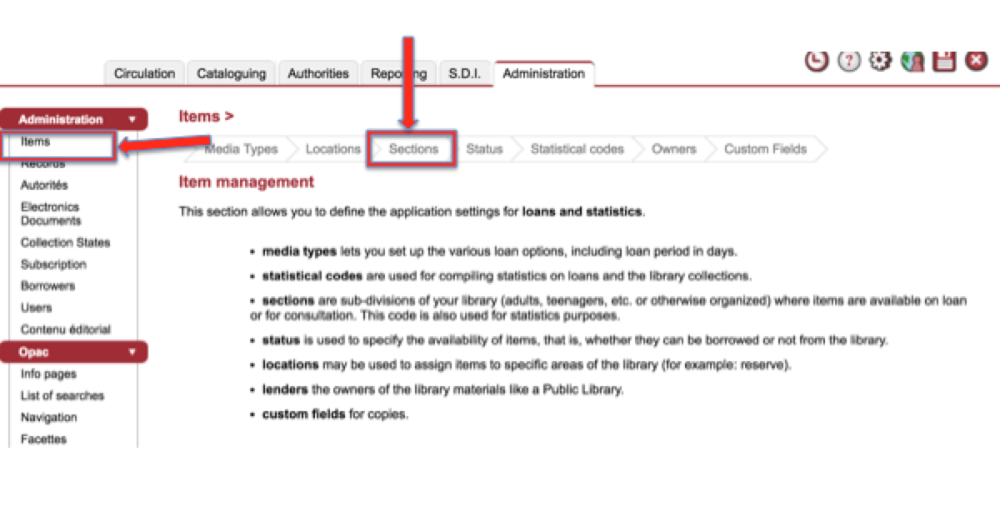 Circulation Cataloguing Authorities Reporting S.D.I. Administration
Administration
Items
Records
Autorités
Electronics
Documents
Collection States
Subscription
Borrowers
Users
Contenu éditorial
Opac
Info pages
List of searches
Navigation
Facettes
Items >
Media Types Locations Sections Status Statistical codes Owners Custom Fields
Item management
This section allows you to define the application settings for loans and statistics.
• media types lets you set up the various loan options, including loan period in days.
• statistical codes are used for compiling statistics on loans and the library collections.
• sections are sub-divisions of your library (adults, teenagers, etc. or otherwise organized) where items are available on loan
or for consultation. This code is also used for statistics purposes.
• status is used to specify the availability of items, that is, whether they can be borrowed or not from the library.
• locations may be used to assign items to specific areas of the library (for example: reserve).
• lenders the owners of the library materials like a Public Library.
• custom fields for copies.